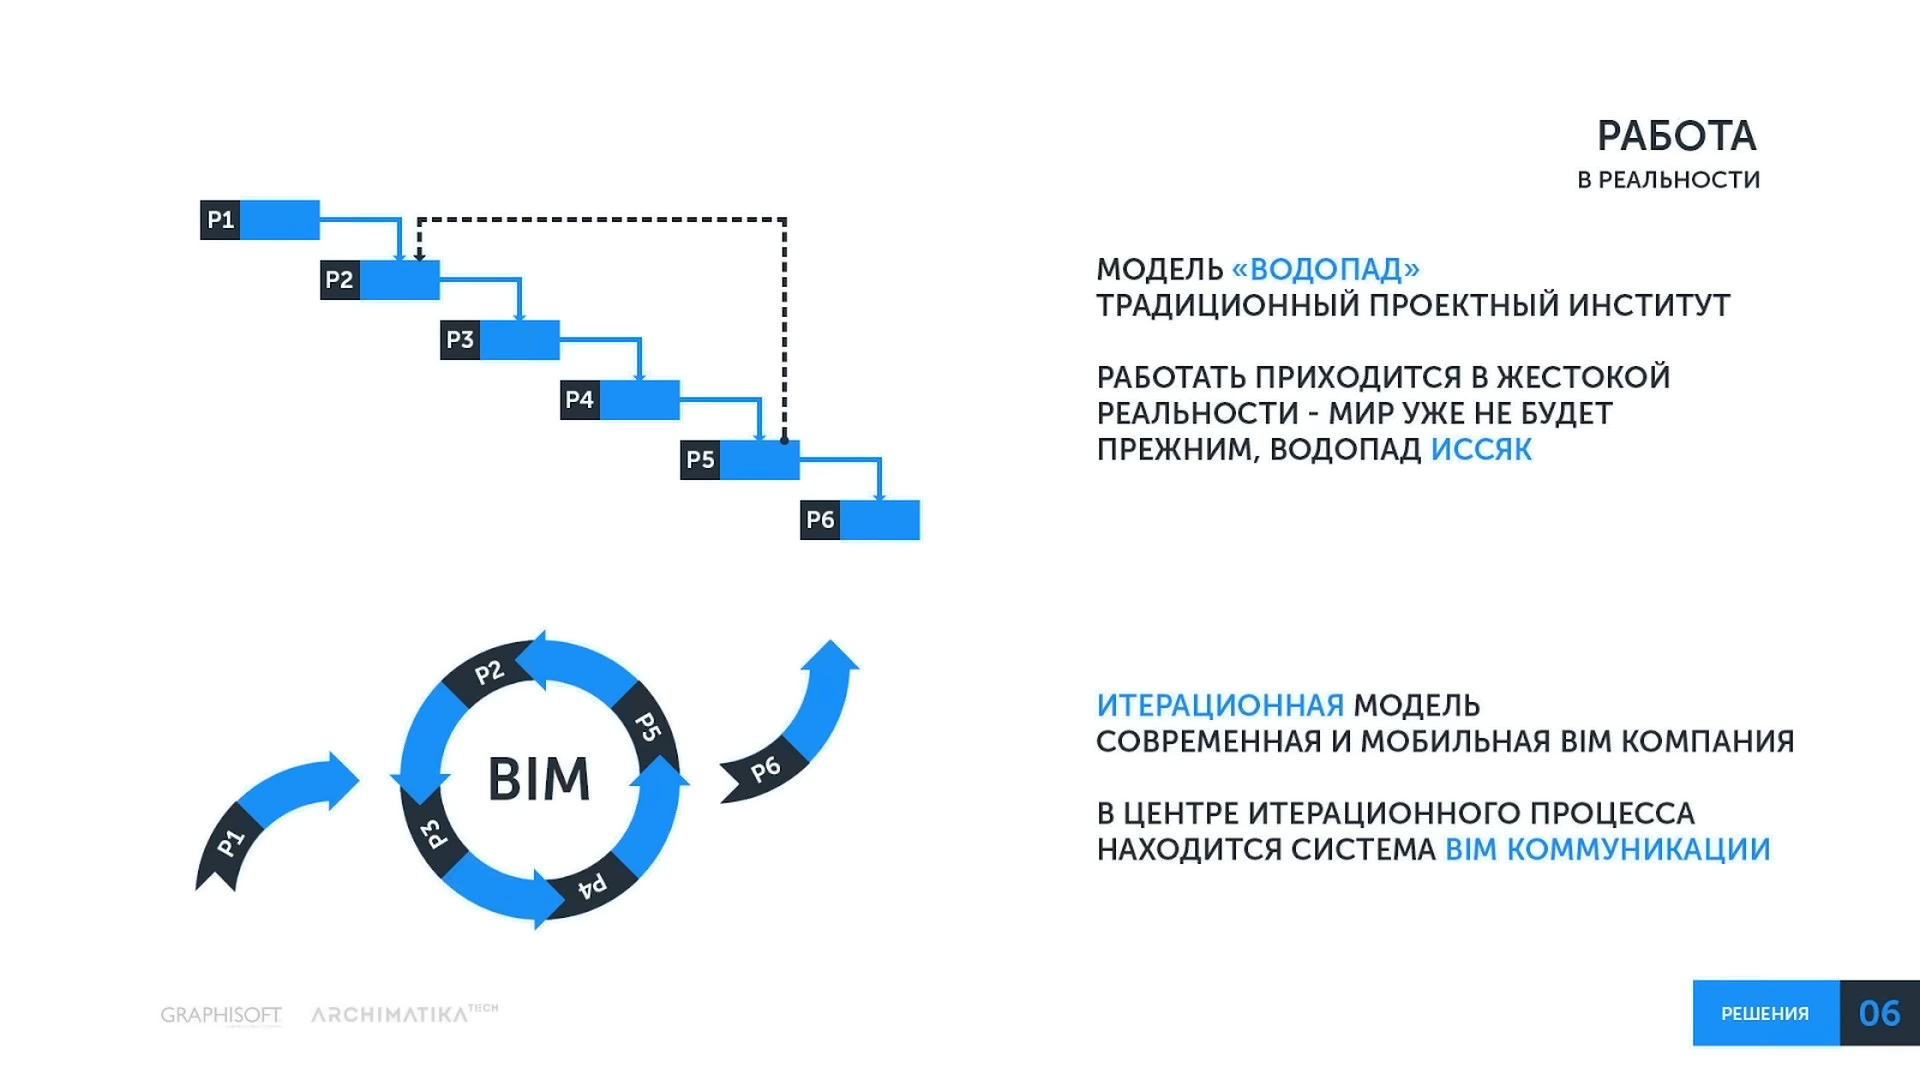 РАБОТА
В РЕАЛЬНОСТИ
P1
P2
P3
P4
P5
P6
МОДЕЛЬ «ВОДОПАД»
ТРАДИЦИОННЫЙ ПРОЕКТНЫЙ ИНСТИТУТ
РАБОТАТЬ ПРИХОДИТСЯ В ЖЕСТОКОЙ
РЕАЛЬНОСТИ - МИР УЖЕ НЕ БУДЕТ
ПРЕЖНИМ, ВОДОПАД ИССЯК
P1
P2
P3
P4
P5
P6
BIM
ИТЕРАЦИОННАЯ МОДЕЛЬ
СОВРЕМЕННАЯ И МОБИЛЬНАЯ BIM КОМПАНИЯ
В ЦЕНТРЕ ИТЕРАЦИОННОГО ПРОЦЕССА
НАХОДИТСЯ СИСТЕМА BIM КОММУНИКАЦИИ
GRAPHISOFT
ARCHIMATIKA TECH
РЕШЕНИЯ
06